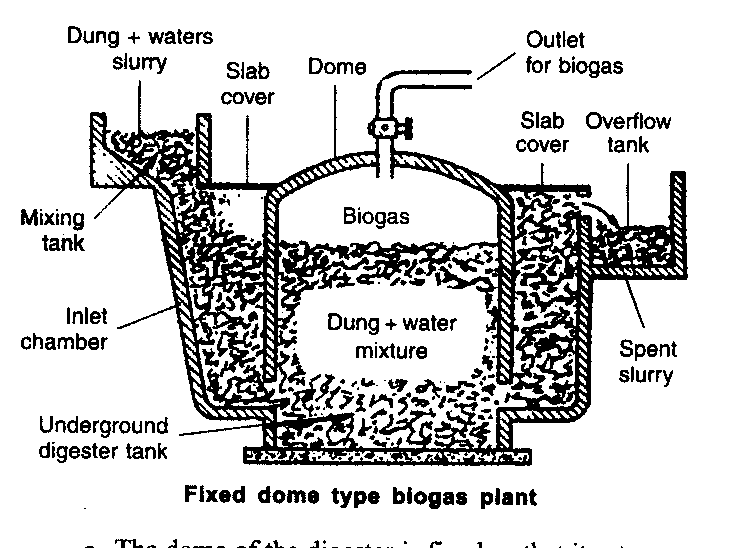 Dung + waters
slurry
Slab
cover
Dome
Outlet
for biogas
Slab
cover
Overflow
tank
Mixing
tank
Biogas
Inlet
chamber
Dung + water
mixture
Spent
slurry
Underground
digester tank
Fixed dome type biogas plant